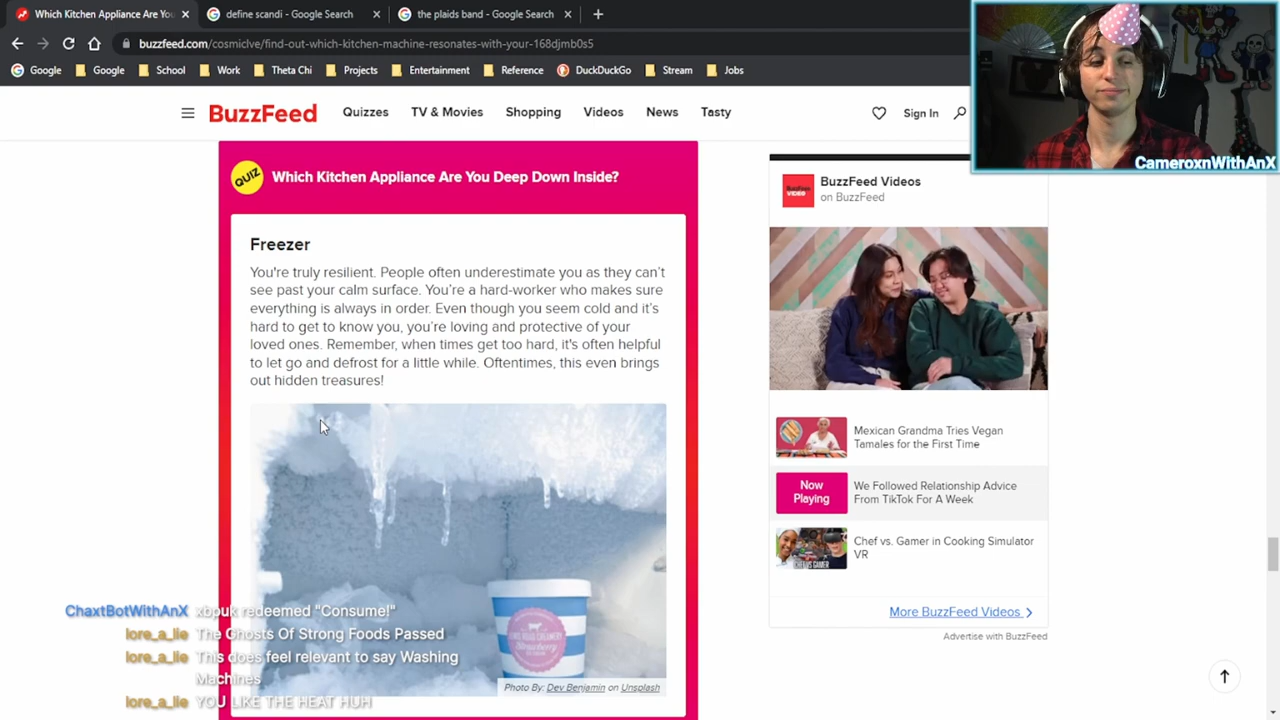 Which Kitchen Appliance Are You
define scandi - Google Search
the plaids band - Google Search
buzzfeed.com/cosmiclve/find-out-which-kitchen-machine-resonates-with-your-168djmb0s5
Google Google School Work Theta Chi Projects Entertainment Reference DuckDuckGo Stream Jobs
CameroxnWithAnX
BuzzFeed Quizzes TV & Movies Shopping Videos News Tasty Sign In
QUIZ Which Kitchen Appliance Are You Deep Down Inside?
Freezer
You're truly resilient. People often underestimate you as they can't
see past your calm surface. You're a hard-worker who makes sure
everything is always in order. Even though you seem cold and it's
hard to get to know you, you're loving and protective of your
loved ones. Remember, when times get too hard, it's often helpful
to let go and defrost for a little while. Oftentimes, this even brings
out hidden treasures!
Photo By: Dev Benjamin on Unsplash
ChaxtBotWithAnX xbpuk redeemed "Consume!"
lore_a_lie The Ghosts Of Strong Foods Passed
lore_a_lie This does feel relevant to say Washing
Machines
lore_a_lie YOU LIKE THE HEAT HUH
BuzzFeed Videos
on BuzzFeed
Mexican Grandma Tries Vegan
Tamales for the First Time
Now
Playing
We Followed Relationship Advice
From TikTok For A Week
Chef vs. Gamer in Cooking Simulator
VR
More BuzzFeed Videos
Advertise with BuzzFeed